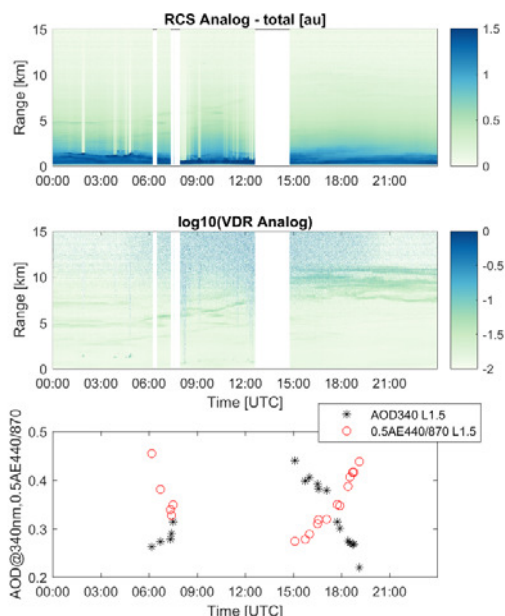 RCS Analog - total [au]
15
10
5
0
Range [km]
1.5
1
0.5
0
00:00 03:00 06:00 09:00 12:00 15:00 18:00 21:00
log10(VDR Analog)
15
10
5
0
Range [km]
0
-0.5
-1
-1.5
-2
00:00 03:00 06:00 09:00 12:00 15:00 18:00 21:00
Time [UTC]
AOD340 L1.5
0.5AE440/870 L1.5
0.5
0.4
0.3
0.2
AOD@340nm,0.5AE440/870
00:00 03:00 06:00 09:00 12:00 15:00 18:00 21:00
Time [UTC]